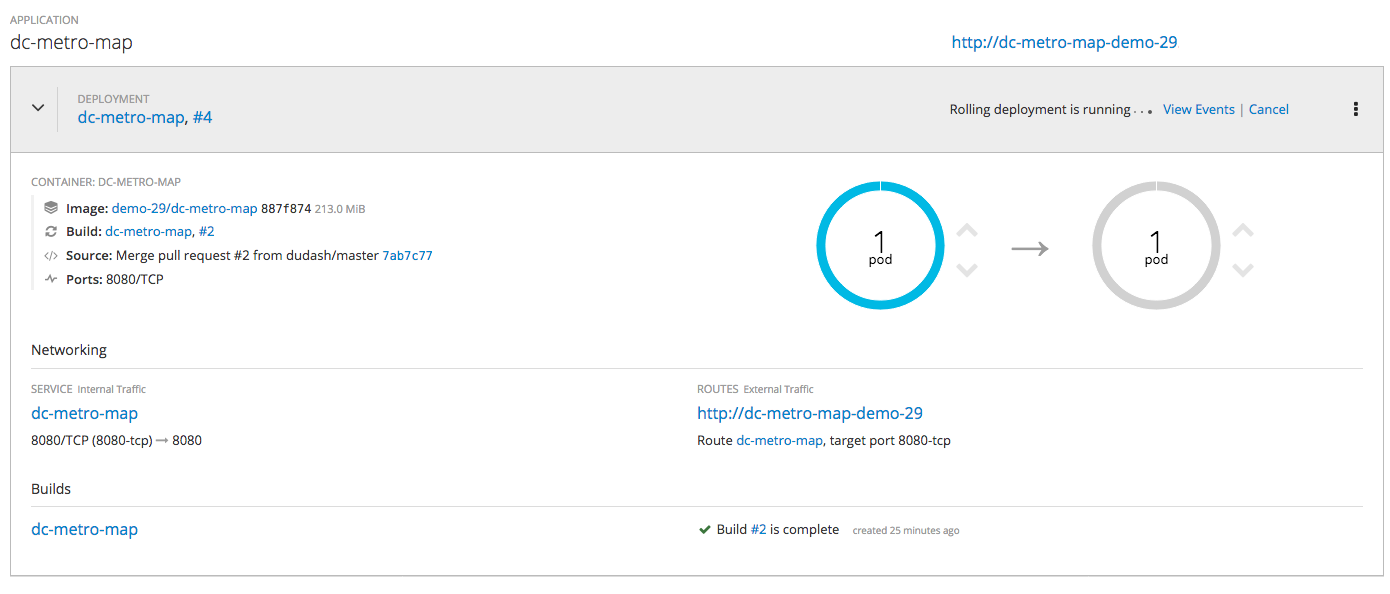 APPLICATION
dc-metro-map
http://dc-metro-map-demo-29
DEPLOYMENT
dc-metro-map, #4
Rolling deployment is running . . . View Events | Cancel
CONTAINER: DC-METRO-MAP
Image: demo-29/dc-metro-map 887f874 213.0 MiB
Build: dc-metro-map, #2
</> Source: Merge pull request #2 from dudash/master 7ab7c77
Ports: 8080/TCP
1
pod
1
pod
Networking
SERVICE Internal Traffic
dc-metro-map
8080/TCP (8080-tcp) → 8080
ROUTES External Traffic
http://dc-metro-map-demo-29
Route dc-metro-map, target port 8080-tcp
Builds
dc-metro-map
Build #2 is complete created 25 minutes ago